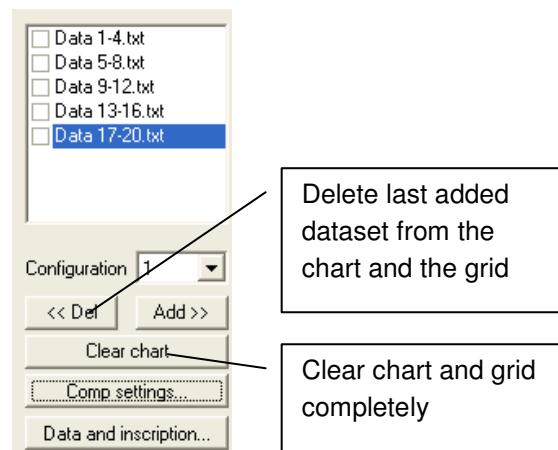 Data 1-4.txt
Data 5-8.txt
Data 9-12.txt
Data 13-16.txt
Data 17-20.txt
Configuration 1
<< Del Add >>
Clear chart
Comp settings...
Data and inscription...
Delete last added
dataset from the
chart and the grid
Clear chart and grid
completely